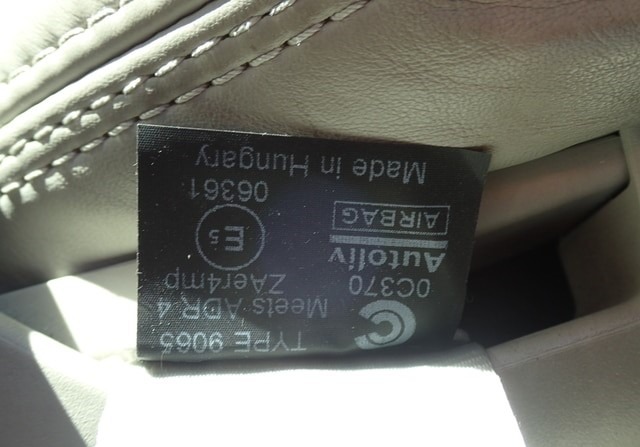 TYPE 9065
Meets ADR 4
0C370 ZAer4mp
Autoliv
E5
AIRBAG
06361
Made in Hungary